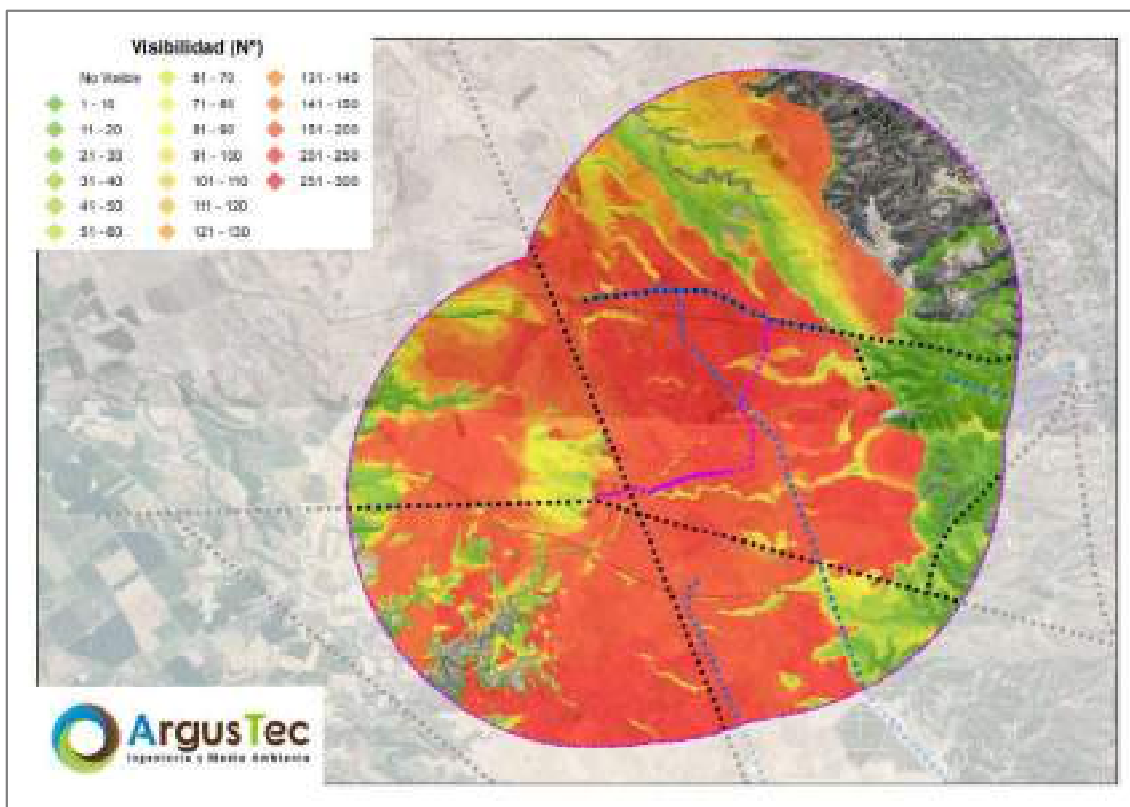 Visibilidad (Nº)
No Visible
1 - 10
11 - 20
21 - 30
31 - 40
41 - 50
51 - 60
61 - 70
71 - 80
81 - 90
91 - 100
101 - 110
111 - 120
121 - 130
131 - 140
141 - 150
151 - 200
201 - 250
251 - 300
ArgusTec
Ingeniería y Medio Ambiente